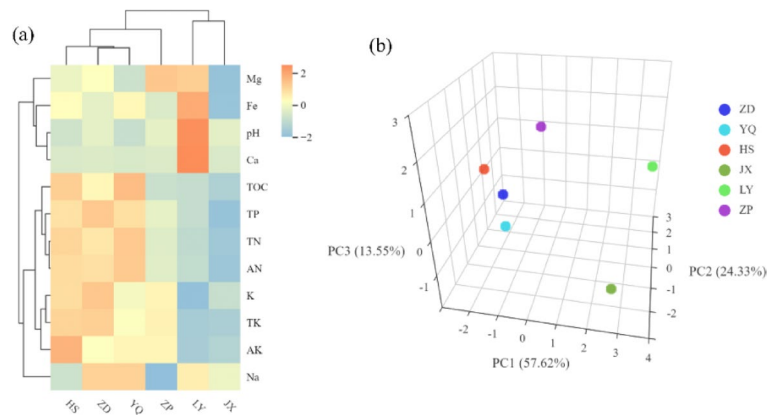 (a)
Mg
Fe
pH
Ca
TOC
TP
TN
AN
K
TK
AK
Na
HS ZD YQ ZP LY JX
2
0
−2
(b)
3
2
1
0
-1
PC3 (13.55%)
-2 -1 0 1 2 3 4
PC1 (57.62%)
3
2
1
0
-1
-2
PC2 (24.33%)
ZD
YQ
HS
JX
LY
ZP